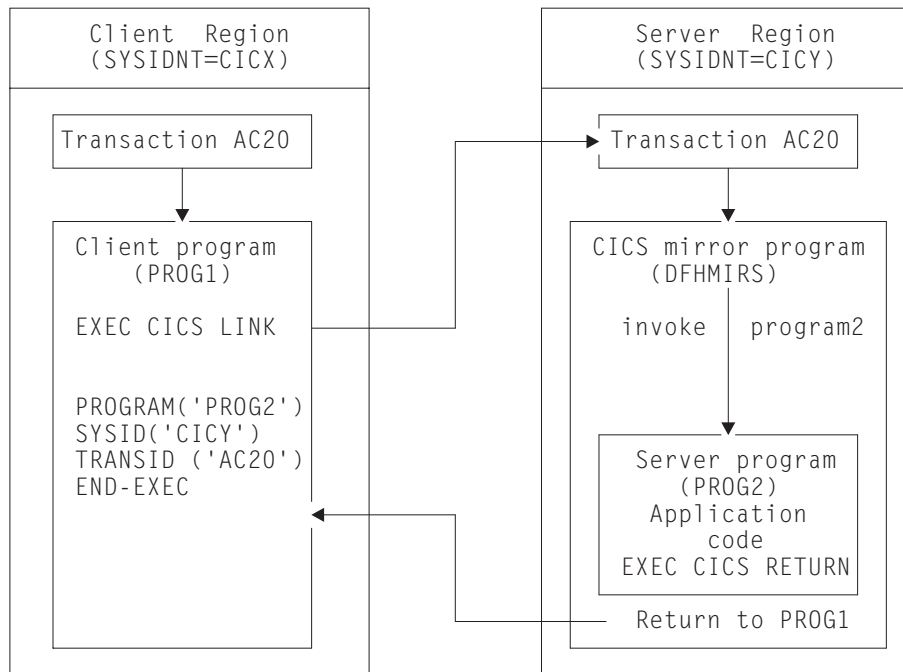 Client Region
(SYSIDNT=CICX)
Transaction AC20
Client program
(PROG1)
EXEC CICS LINK
PROGRAM('PROG2')
SYSID('CICY')
TRANSID ('AC20')
END-EXEC
Server Region
(SYSIDNT=CICY)
Transaction AC20
CICS mirror program
(DFHMIRS)
invoke program2
Server program
(PROG2)
Application
code
EXEC CICS RETURN
Return to PROG1